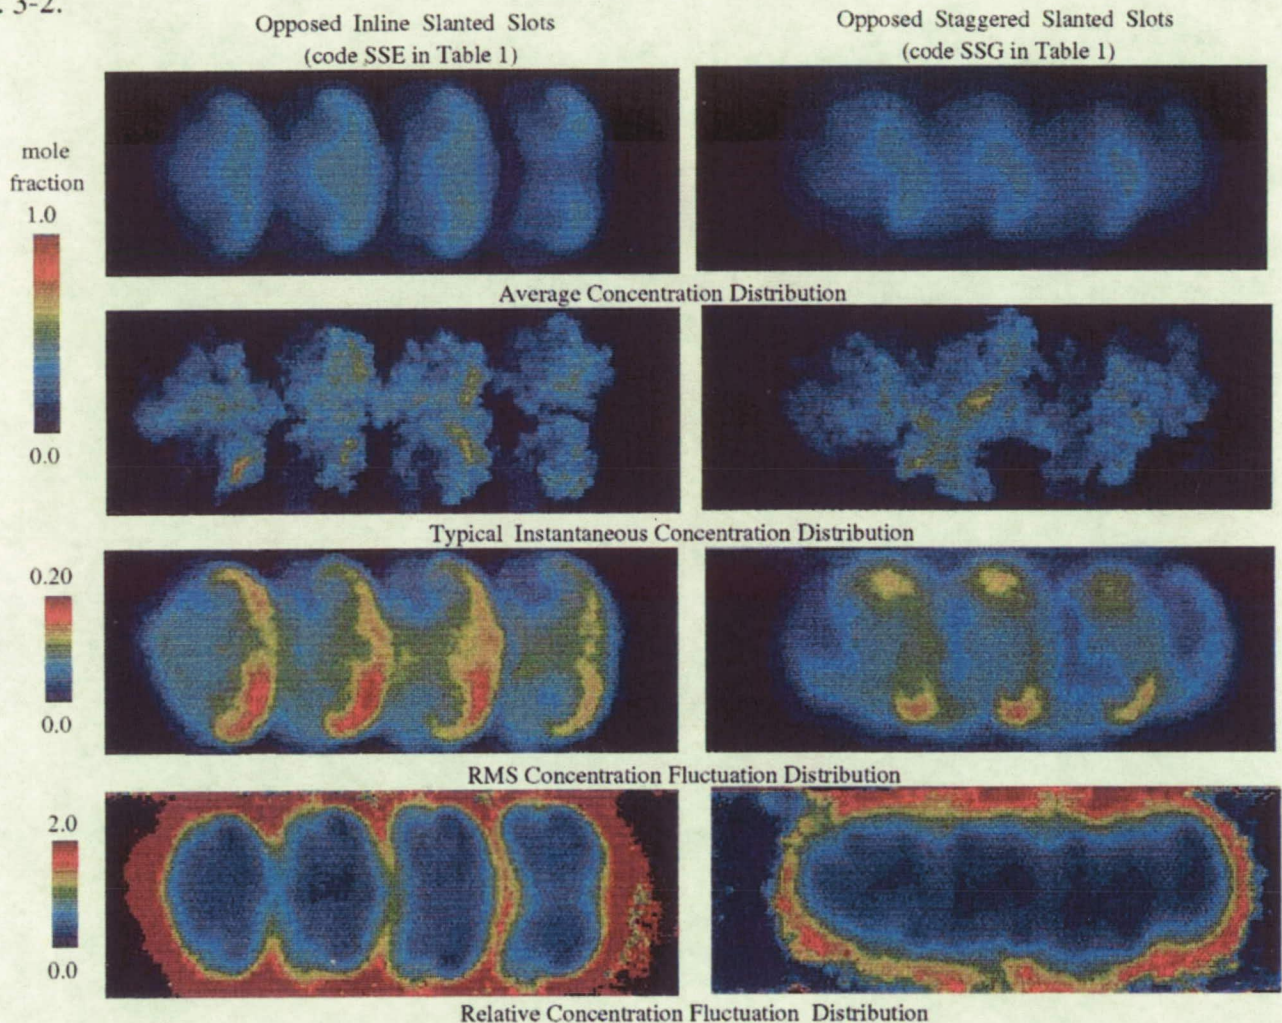 3-2.
Opposed Inline Slanted Slots
(code SSE in Table 1)
Opposed Staggered Slanted Slots
(code SSG in Table 1)
mole
fraction
1.0
0.0
Average Concentration Distribution
Typical Instantaneous Concentration Distribution
0.20
0.0
RMS Concentration Fluctuation Distribution
2.0
0.0
Relative Concentration Fluctuation Distribution